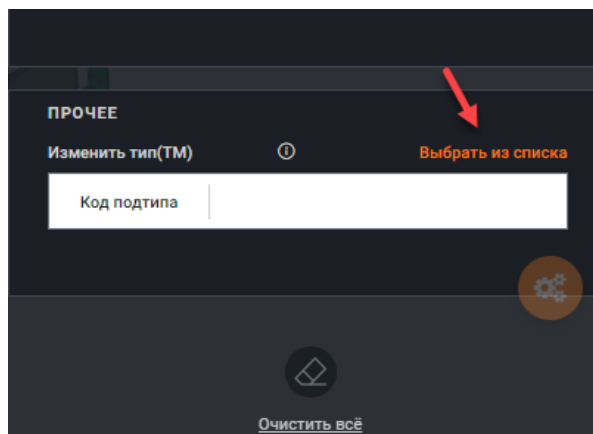 ПРОЧЕЕ
Изменить тип(ТМ) Выбрать из списка
Код подтипа
Очистить всё